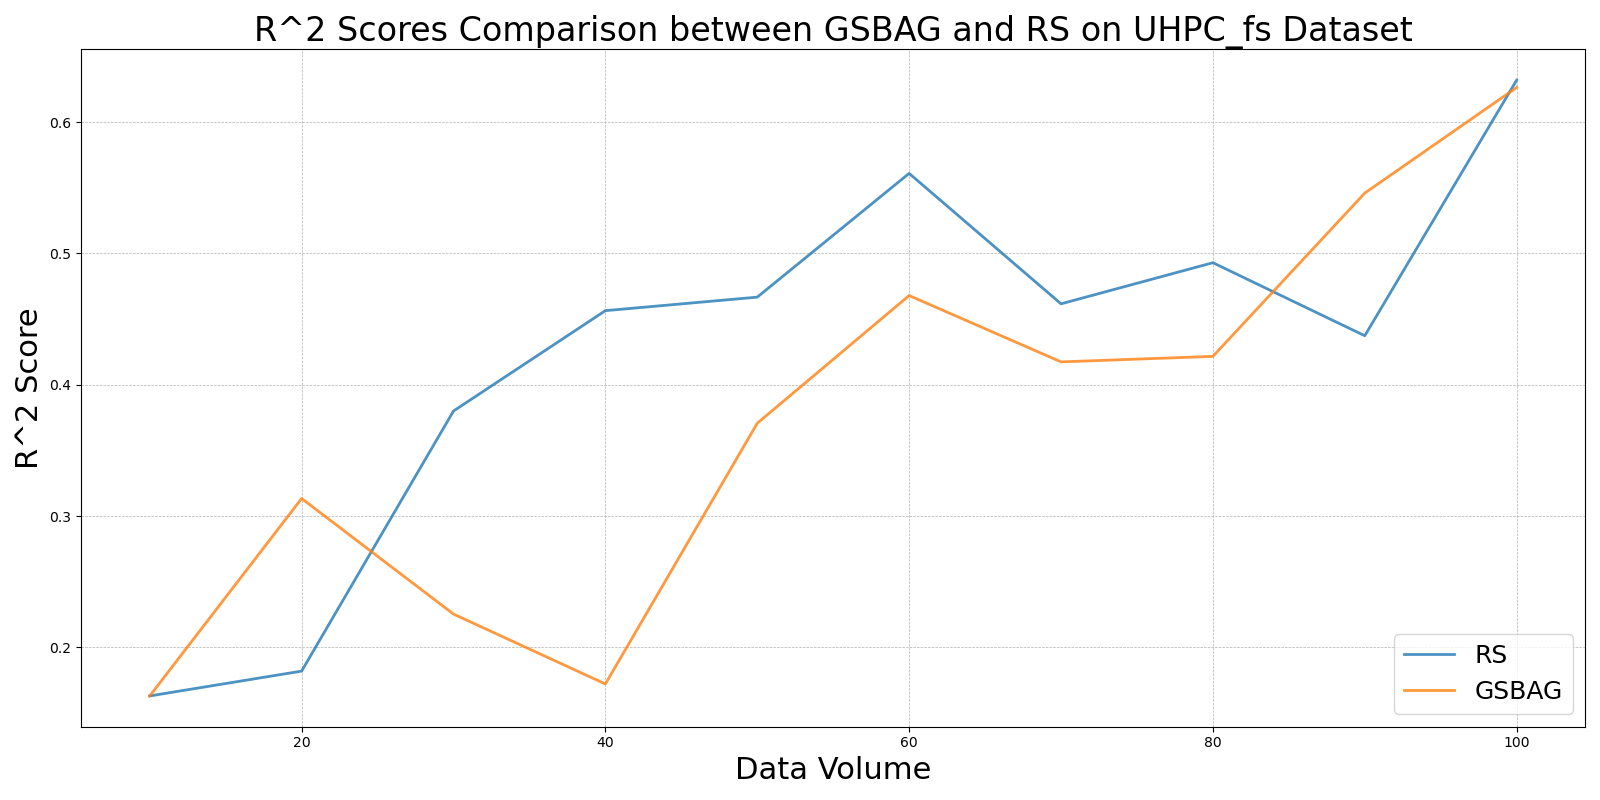 R^2 Scores Comparison between GSBAG and RS on UHPC_fs Dataset
R^2 Score
0.6
0.5
0.4
0.3
0.2
RS
GSBAG
20 40 60 80 100
Data Volume